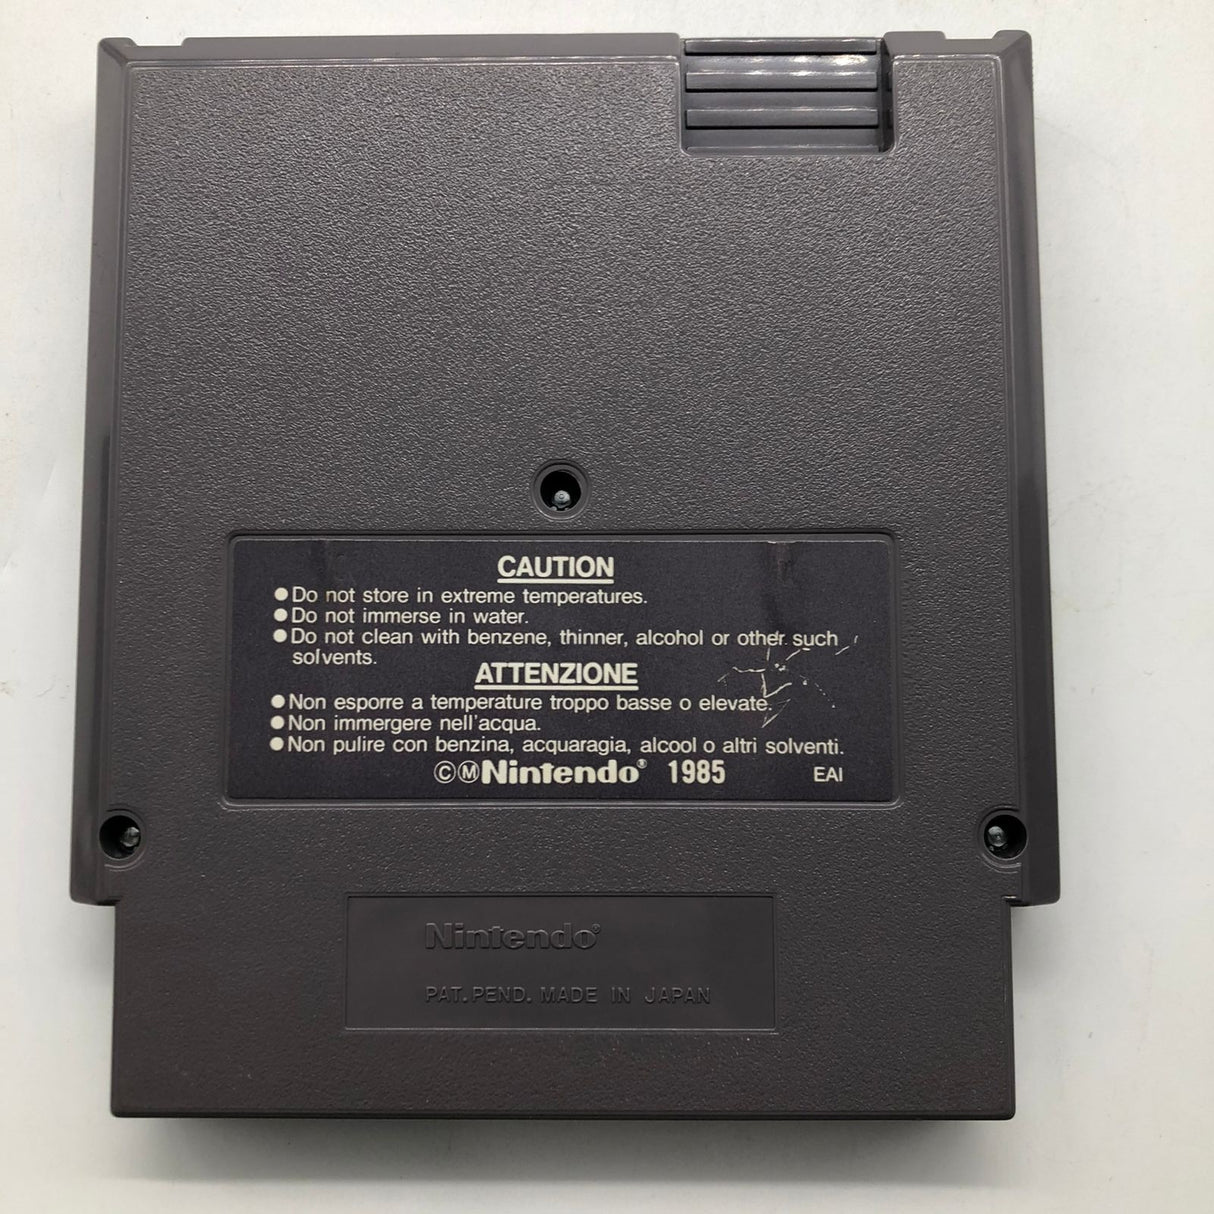 CAUTION
●Do not store in extreme temperatures.
●Do not immerse in water.
●Do not clean with benzene, thinner, alcohol or other such
solvents.
ATTENZIONE
●Non esporre a temperature troppo basse o elevate.
●Non immergere nell'acqua.
●Non pulire con benzina, acquaragia, alcool o altri solventi.
ⒸⓂNintendo® 1985 EAI
Nintendo®
PAT. PEND. MADE IN JAPAN